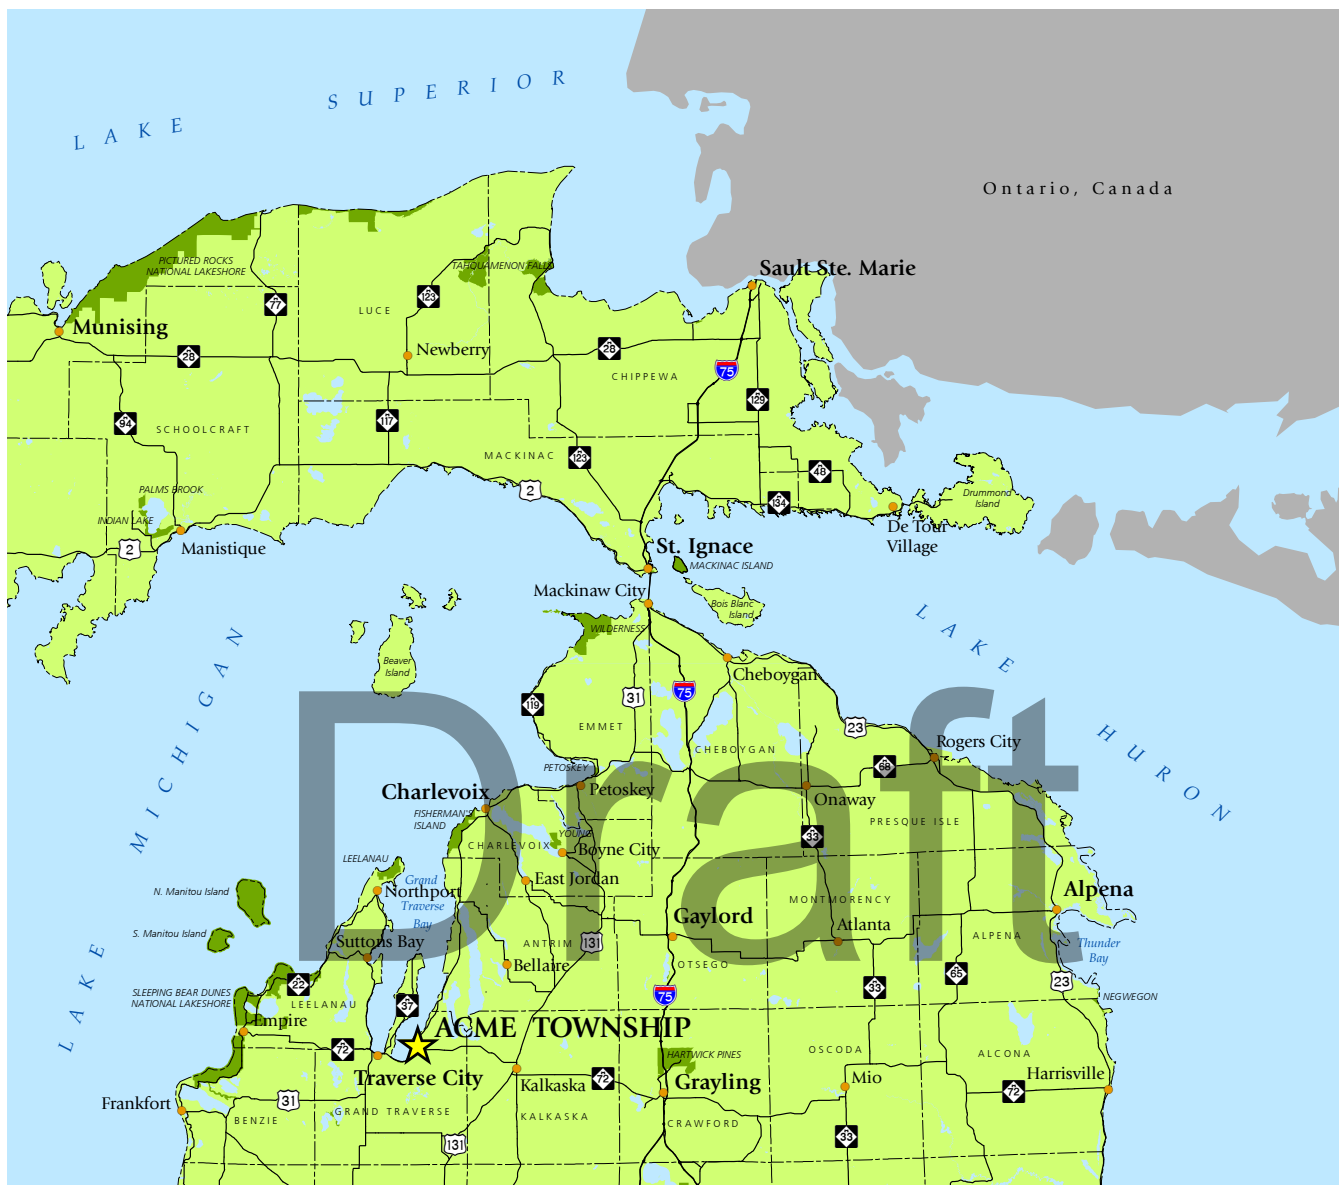 LAKE SUPERIOR
Ontario, Canada
PICTURED ROCKS
NATIONAL LAKESHORE
TAHQUAMENON FALLS
Sault Ste. Marie
77
LUCE
123
Munising
28
Newberry
28
CHIPPEWA
75
129
94
SCHOOLCRAFT
117
MACKINAC
123
48
PALMS BROOK
2
134
Drummond
Island
INDIAN LAKE
De Tour
Village
2
Manistique
St. Ignace
MACKINAC ISLAND
Mackinaw City
Bois Blanc
Island
WILDERNESS
LAKE HURON
LAKE MICHIGAN
Beaver
Island
Cheboygan
31
75
119
EMMET
23
CHEBOYGAN
Rogers City
68
PETOSKEY
Petoskey
Charlevoix
Onaway
FISHERMAN'S
ISLAND
PRESQUE ISLE
33
YOUNG
CHARLEVOIX
Boyne City
LEELANAU
Grand
Traverse
Bay
East Jordan
N. Manitou Island
Northport
Alpena
MONTMORENCY
Gaylord
Atlanta
S. Manitou Island
Suttons Bay
ANTRIM
131
ALPENA
Thunder
Bay
Bellaire
OTSEGO
65
23
22
33
SLEEPING BEAR DUNES
NATIONAL LAKESHORE
LEELANAU
37
75
NEGWEGON
Empire
ACME TOWNSHIP
72
HARTWICK PINES
OSCODA
ALCONA
Traverse City
Kalkaska
72
Grayling
Mio
72
Harrisville
Frankfort
31
BENZIE
GRAND TRAVERSE
KALKASKA
CRAWFORD
131
33
Draft